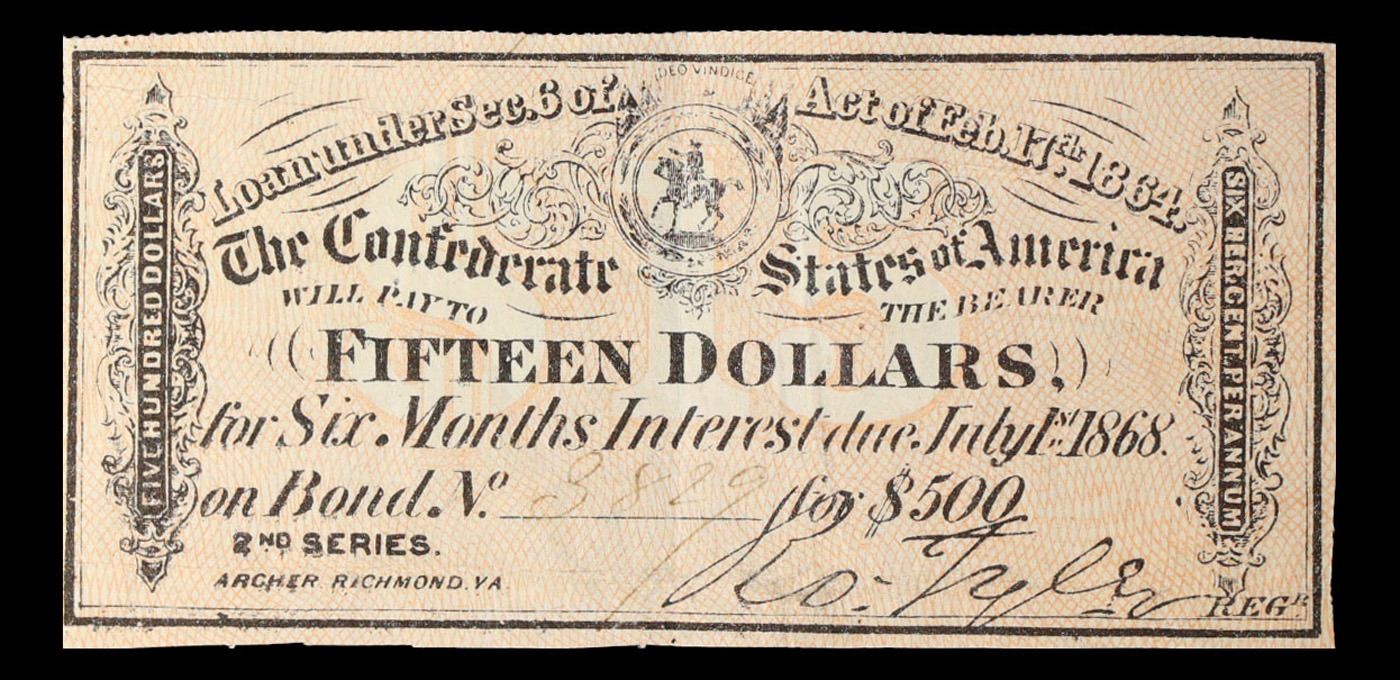 DEO VINDICE
Loan under Sec. 6 of Act of Feb. 17th. 1864.
The Confederate States of America
WILL PAY TO THE BEARER
FIFTEEN DOLLARS,
for Six Months Interest due July 1st. 1868.
on Bond No. 3829 for $500.
2ND SERIES.
ARCHER RICHMOND. VA.
Ro: Tyler REGR
FIVE HUNDRED DOLLARS
SIX PER CENT. PER ANNUM